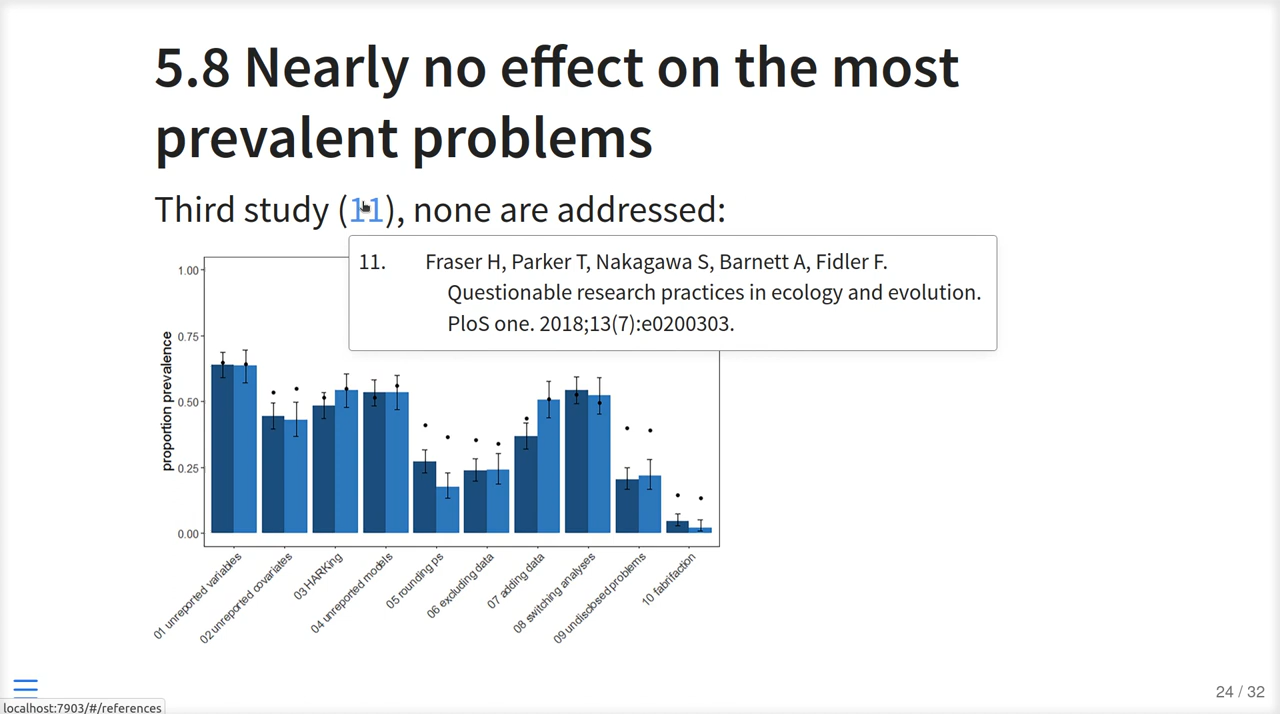 5.8 Nearly no effect on the most
prevalent problems
Third study (11), none are addressed:
11. Fraser H, Parker T, Nakagawa S, Barnett A, Fidler F.
Questionable research practices in ecology and evolution.
PloS one. 2018;13(7):e0200303.
proportion prevalence
1.00
0.75
0.50
0.25
0.00
01 unreported variables
02 unreported covariates
03 HARKing
04 unreported models
05 rounding ps
06 excluding data
07 adding data
08 switching analyses
09 undisclosed problems
10 fabrifaction
24 / 32
localhost:7903/#/references